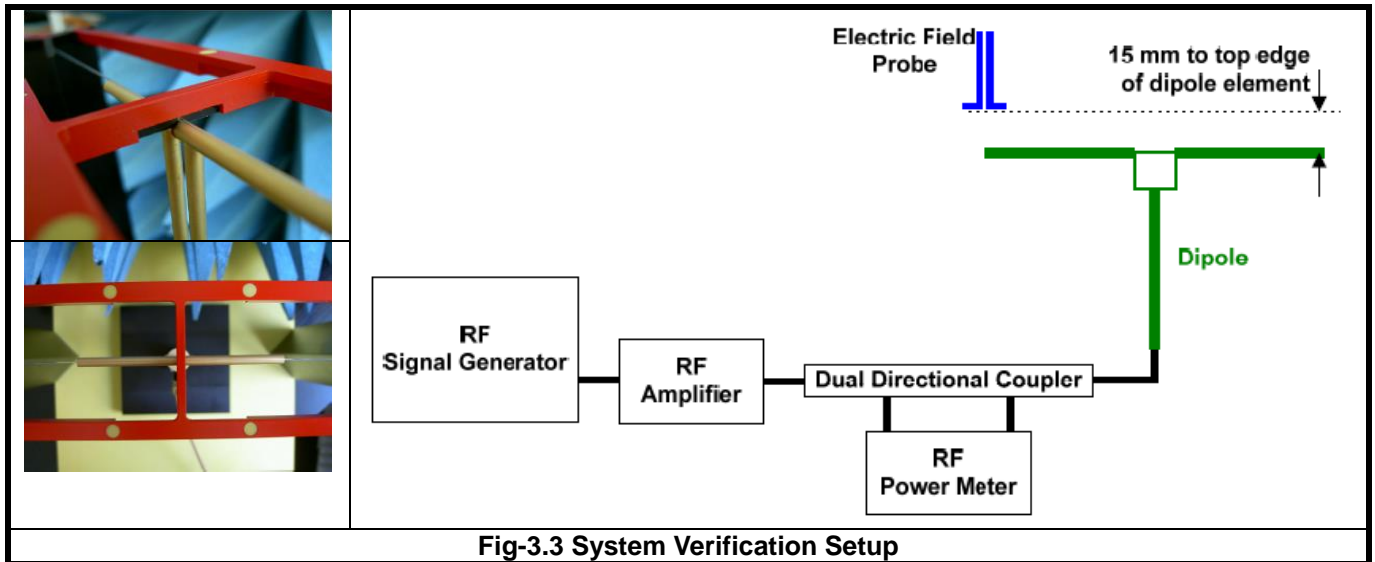 Electric Field
Probe
15 mm to top edge
of dipole element
Dipole
RF
Signal Generator
RF
Amplifier
Dual Directional Coupler
RF
Power Meter
Fig-3.3 System Verification Setup